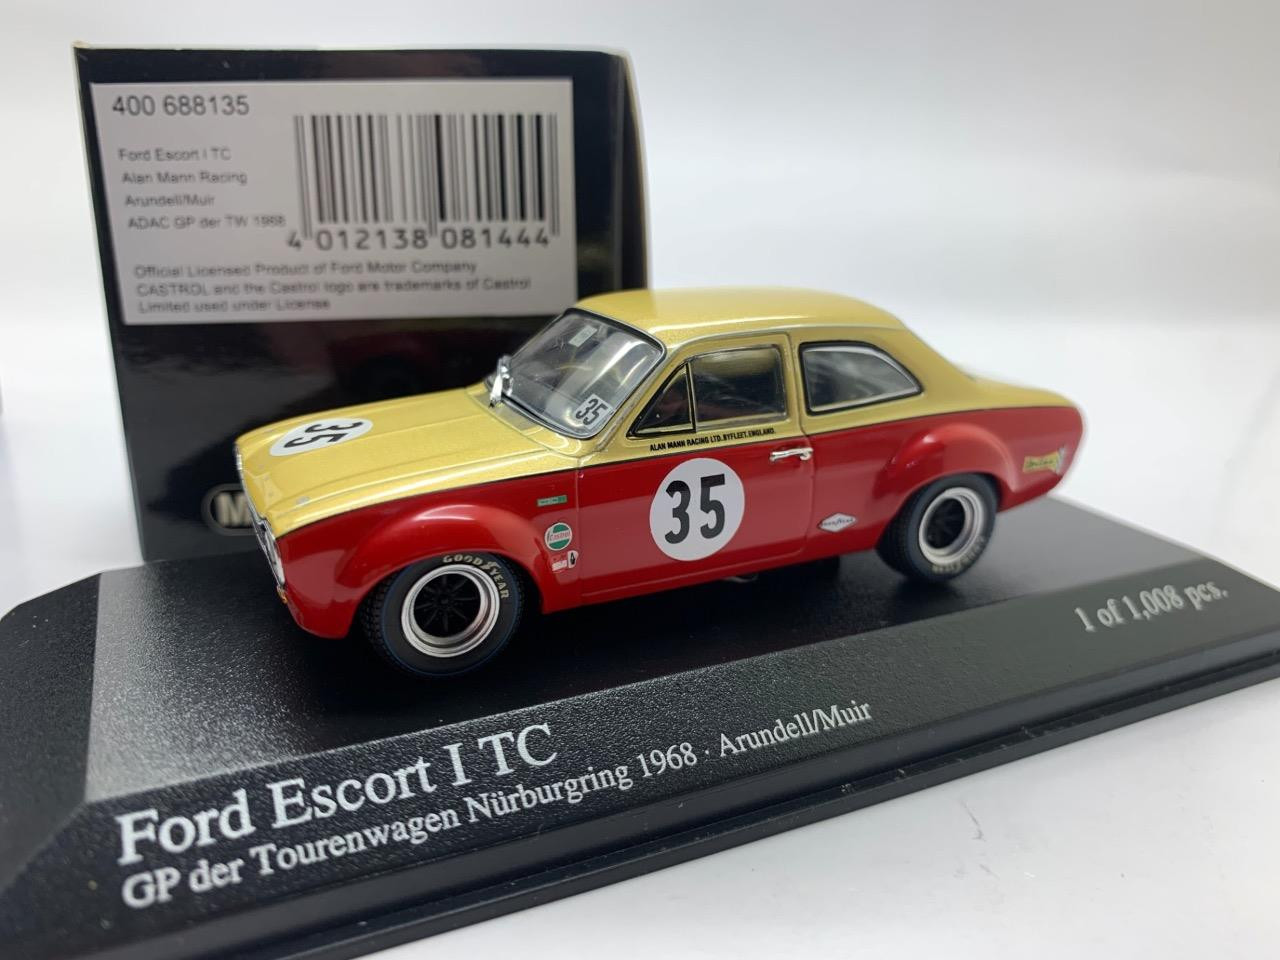 400 688135
Ford Escort I TC
Alan Mann Racing
Arundell/Muir
ADAC GP der TW 1968
4 012138 081444
Official Licensed Product of Ford Motor Company
CASTROL and the Castrol logo are trademarks of Castrol
Limited used under License
M
35
35
ALAN MANN RACING LTD. BYFLEET. ENGLAND.
35
Castrol
GOODYEAR
1 of 1,008 pcs.
Ford Escort I TC
GP der Tourenwagen Nürburgring 1968 · Arundell/Muir